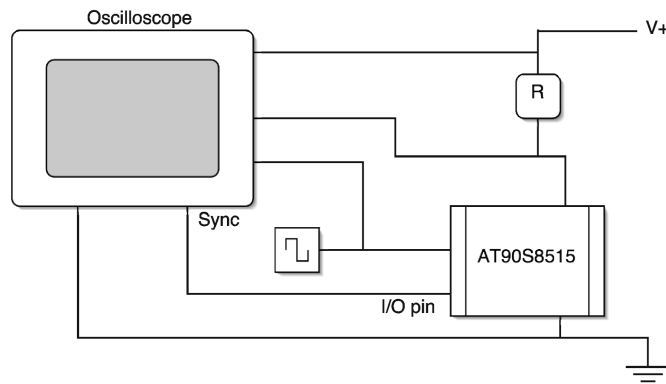 Oscilloscope
V+
R
Sync
AT90S8515
I/O pin